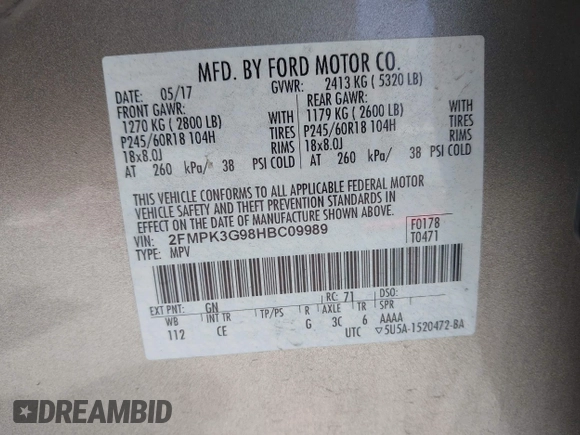 MFD. BY FORD MOTOR CO.
DATE: 05/17 GVWR: 2413 KG ( 5320 LB)
FRONT GAWR: REAR GAWR:
1270 KG ( 2800 LB) WITH 1179 KG ( 2600 LB) WITH
P245/60R18 104H TIRES P245/60R18 104H TIRES
18x8.0J RIMS 18x8.0J RIMS
AT 260 kPa/ 38 PSI COLD AT 260 kPa/ 38 PSI COLD
THIS VEHICLE CONFORMS TO ALL APPLICABLE FEDERAL MOTOR
VEHICLE SAFETY AND THEFT PREVENTION STANDARDS IN
EFFECT ON THE DATE OF MANUFACTURE SHOWN ABOVE.
VIN: 2FMPK3G98HBC09989 F0178
TYPE: MPV T0471
EXT PNT: GN RC: 71 DSO:
WB INT TR TP/PS R AXLE TR SPR
112 CE G 3C 6 AAAA
UTC ▽5U5A-1520472-BA
DREAMBID